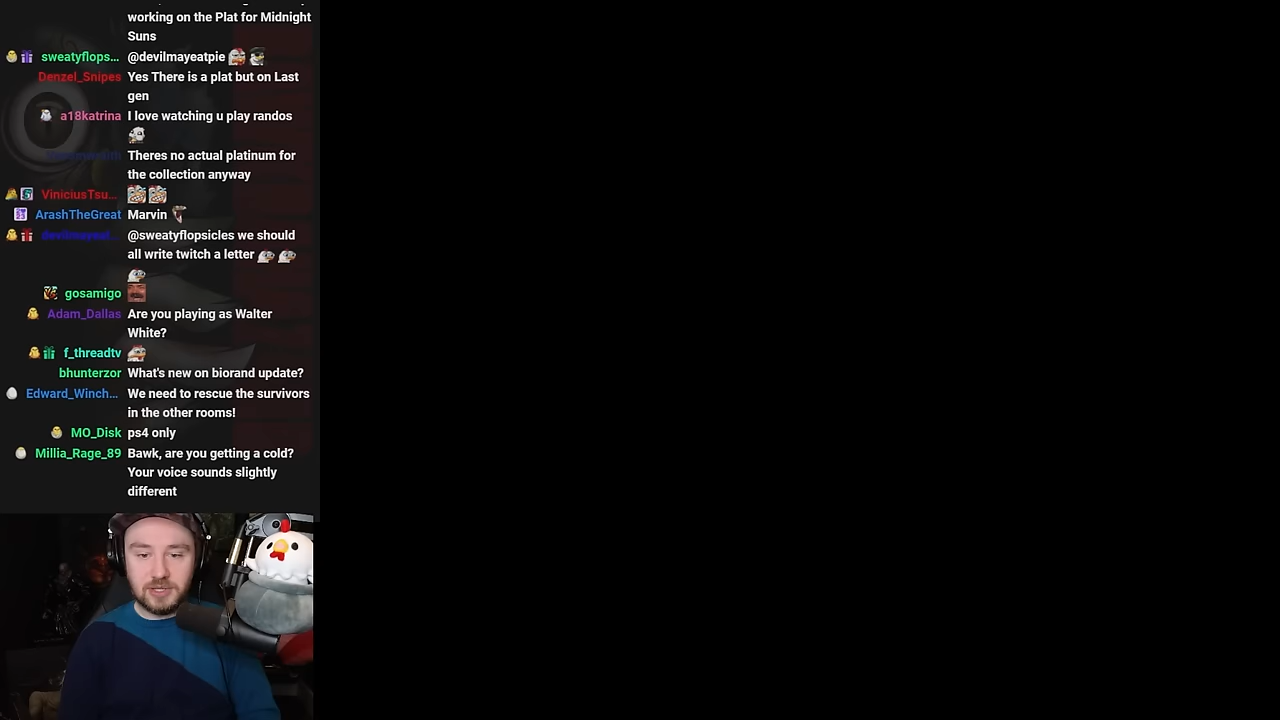 working on the Plat for Midnight
Suns
sweatyflops... @devilmayeatpie
Denzel_Snipes Yes There is a plat but on Last
gen
a18katrina I love watching u play randos
Theres no actual platinum for
the collection anyway
ViniciusTsu...
ArashTheGreat Marvin
devilmayeat... @sweatyflopsicles we should
all write twitch a letter
gosamigo
Adam_Dallas Are you playing as Walter
White?
f_threadtv
bhunterzor What's new on biorand update?
Edward_Winch... We need to rescue the survivors
in the other rooms!
MO_Disk ps4 only
Millia_Rage_89 Bawk, are you getting a cold?
Your voice sounds slightly
different